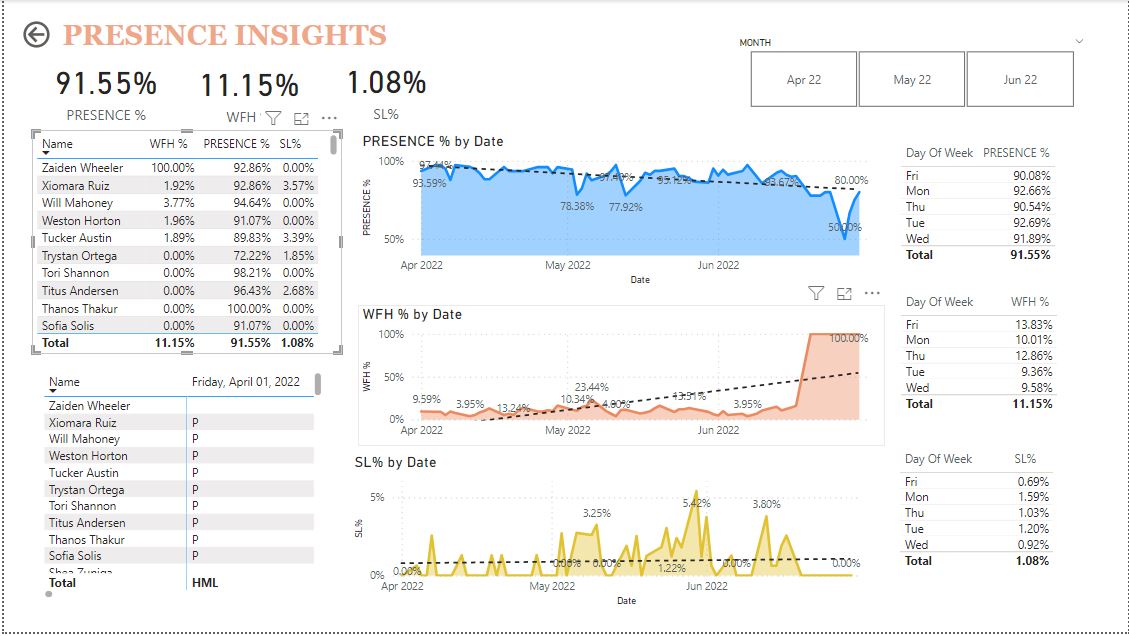 PRESENCE INSIGHTS
MONTH
Apr 22 May 22 Jun 22
91.55% 11.15% 1.08%
PRESENCE % WFH SL%
Name WFH % PRESENCE % SL%
Zaiden Wheeler 100.00% 92.86% 0.00%
Xiomara Ruiz 1.92% 92.86% 3.57%
Will Mahoney 3.77% 94.64% 0.00%
Weston Horton 1.96% 91.07% 0.00%
Tucker Austin 1.89% 89.83% 3.39%
Trystan Ortega 0.00% 72.22% 1.85%
Tori Shannon 0.00% 98.21% 0.00%
Titus Andersen 0.00% 96.43% 2.68%
Thanos Thakur 0.00% 100.00% 0.00%
Sofia Solis 0.00% 91.07% 0.00%
Total 11.15% 91.55% 1.08%
Name Friday, April 01, 2022
Zaiden Wheeler
Xiomara Ruiz P
Will Mahoney P
Weston Horton P
Tucker Austin P
Trystan Ortega P
Tori Shannon P
Titus Andersen P
Thanos Thakur P
Sofia Solis P
Total HML
PRESENCE % by Date
PRESENCE %
100%
50%
97.44%
93.59%
78.38%
77.92%
95.12%
93.67%
80.00%
50.00%
Apr 2022 May 2022 Jun 2022
Date
WFH % by Date
WFH %
100%
50%
0%
9.59%
3.95%
13.24%
10.34%
23.44%
4.00%
13.51%
3.95%
100.00%
Apr 2022 May 2022 Jun 2022
SL% by Date
SL%
5%
0%
0.00%
0.00%
3.25%
0.00%
1.22%
5.42%
0.00%
3.80%
0.00%
Apr 2022 May 2022 Jun 2022
Date
Day Of Week PRESENCE %
Fri 90.08%
Mon 92.66%
Thu 90.54%
Tue 92.69%
Wed 91.89%
Total 91.55%
Day Of Week WFH %
Fri 13.83%
Mon 10.01%
Thu 12.86%
Tue 9.36%
Wed 9.58%
Total 11.15%
Day Of Week SL%
Fri 0.69%
Mon 1.59%
Thu 1.03%
Tue 1.20%
Wed 0.92%
Total 1.08%